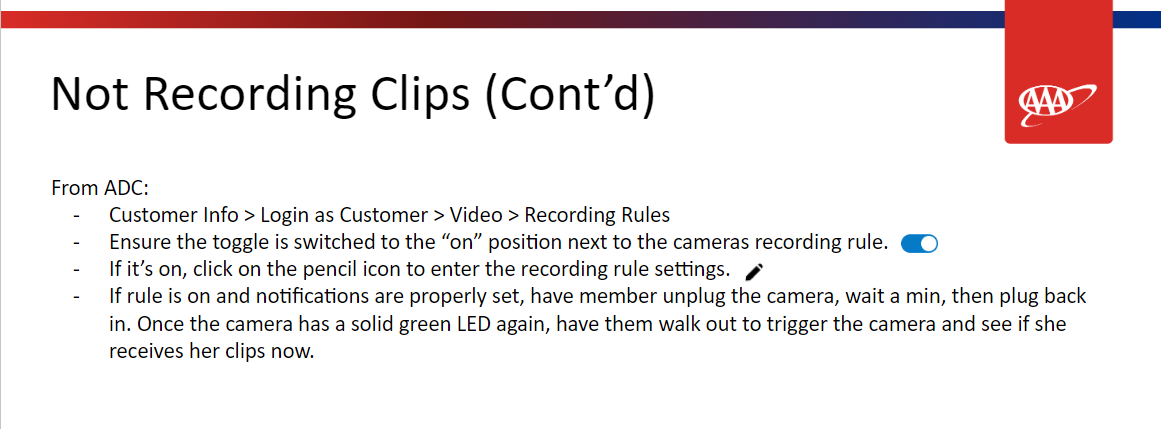 Not Recording Clips (Cont’d)
AAA
From ADC:
- Customer Info > Login as Customer > Video > Recording Rules
- Ensure the toggle is switched to the “on” position next to the cameras recording rule.
- If it’s on, click on the pencil icon to enter the recording rule settings.
- If rule is on and notifications are properly set, have member unplug the camera, wait a min, then plug back
in. Once the camera has a solid green LED again, have them walk out to trigger the camera and see if she
receives her clips now.